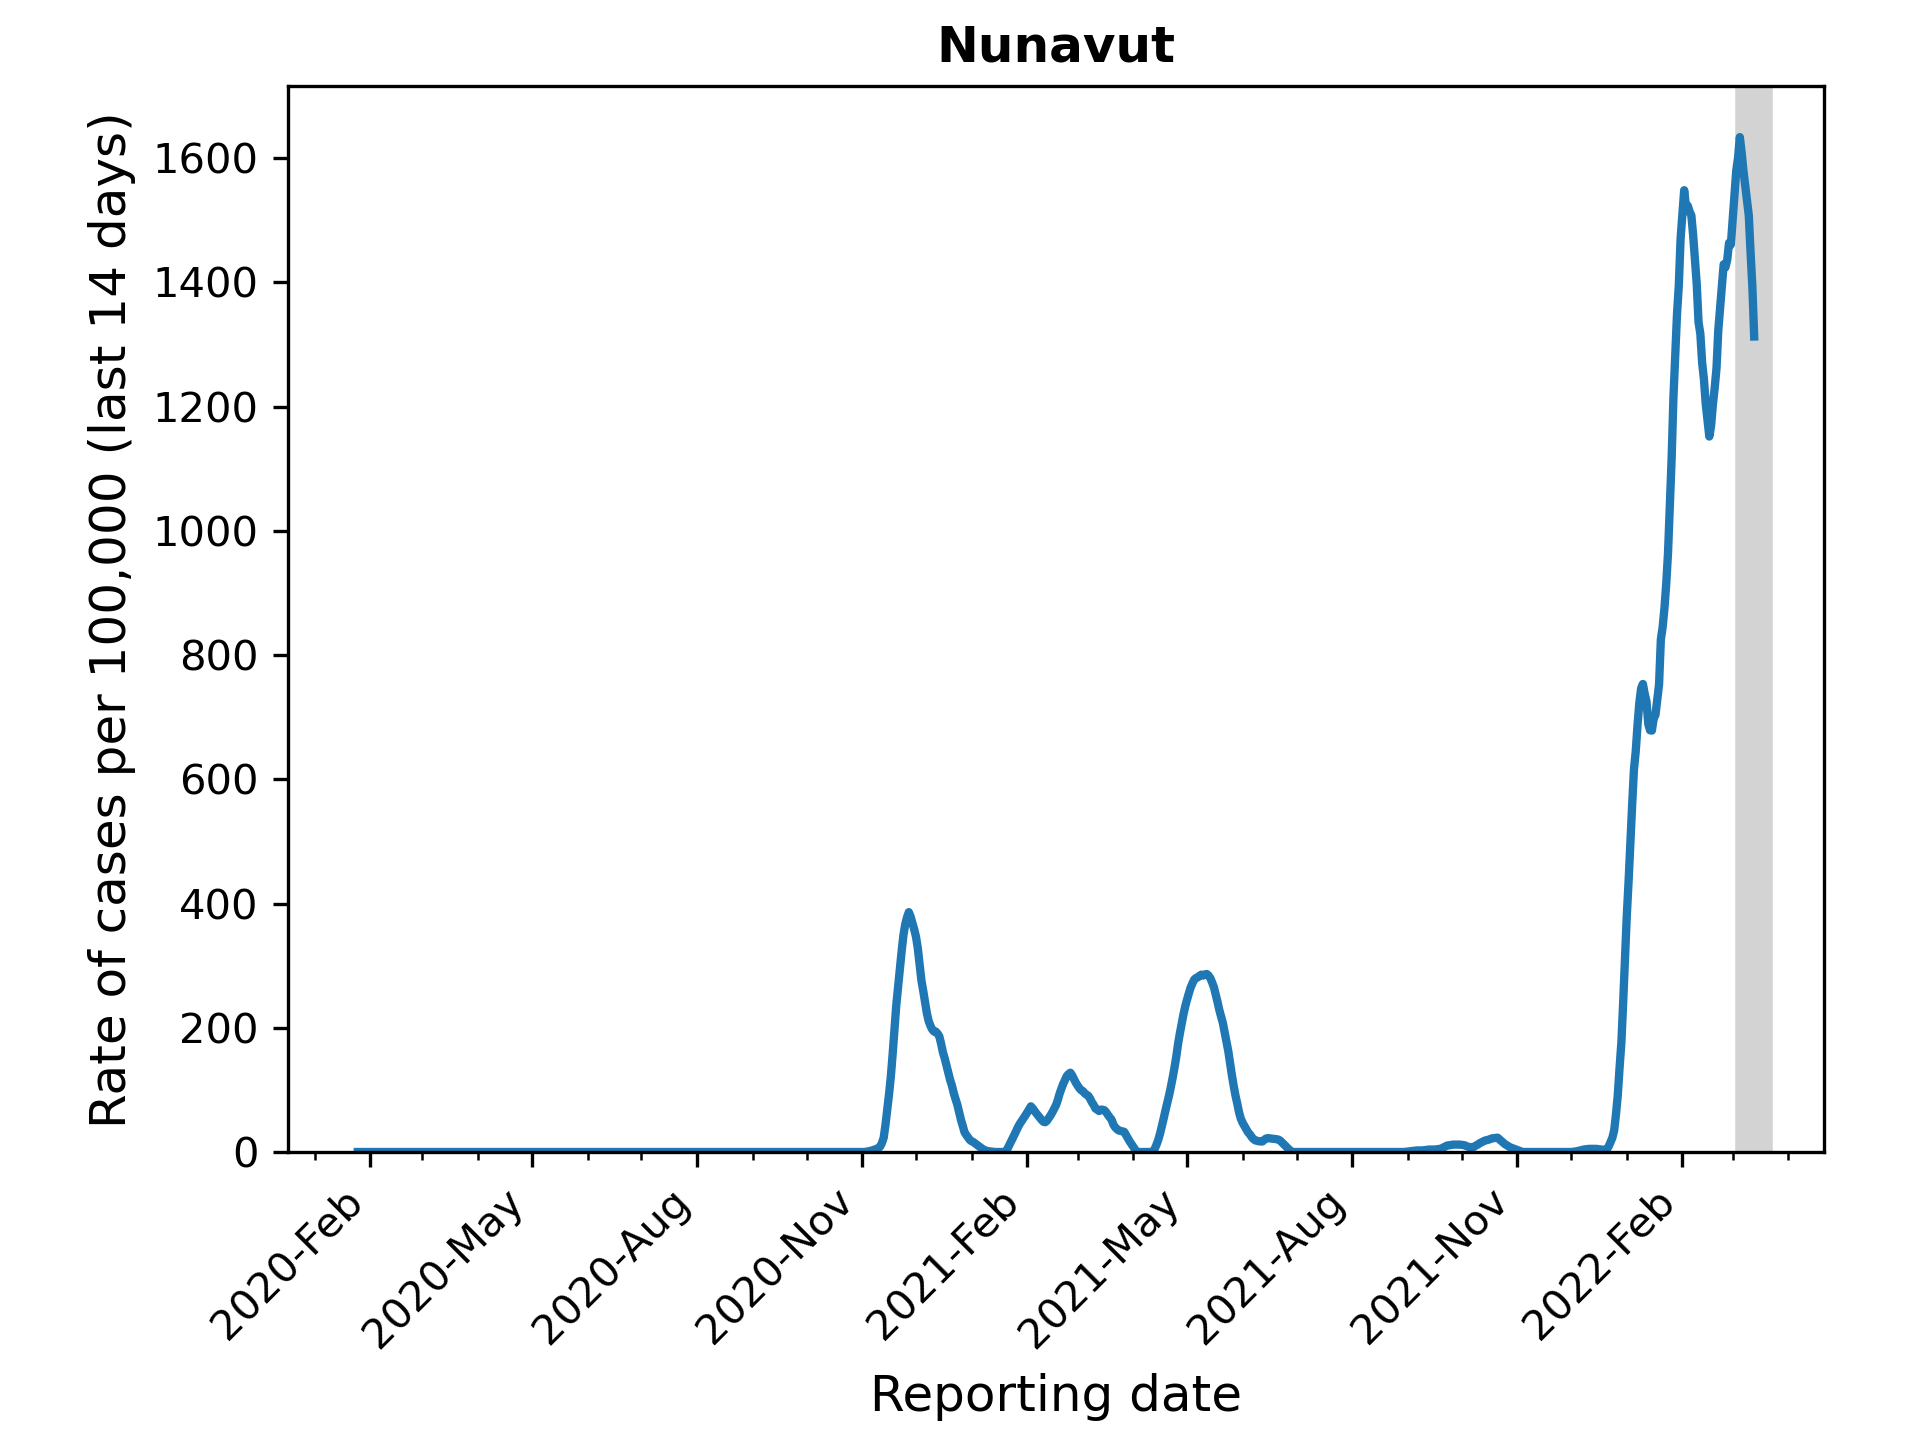 Nunavut
Rate of cases per 100,000 (last 14 days)
1600
1400
1200
1000
800
600
400
200
0
2020-Feb
2020-May
2020-Aug
2020-Nov
2021-Feb
2021-May
2021-Aug
2021-Nov
2022-Feb
Reporting date